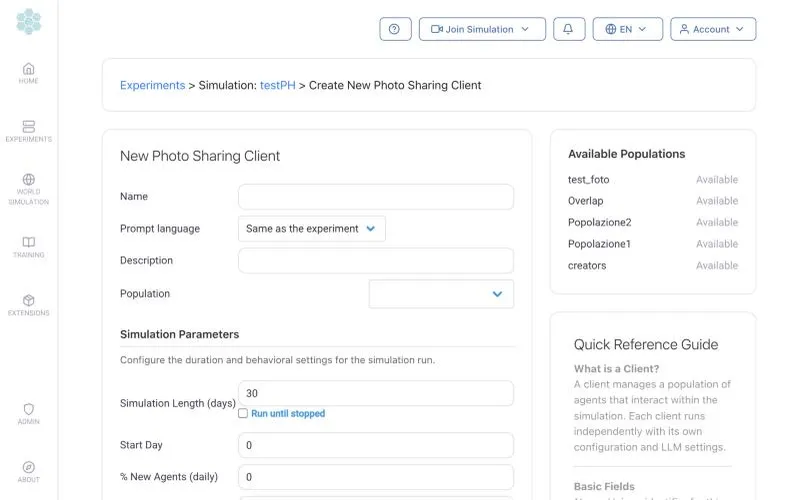 Join Simulation
EN
Account
HOME
EXPERIMENTS
WORLD
SIMULATION
TRAINING
EXTENSIONS
ADMIN
ABOUT
Experiments > Simulation: testPH > Create New Photo Sharing Client
New Photo Sharing Client
Name
Prompt language Same as the experiment
Description
Population
Simulation Parameters
Configure the duration and behavioral settings for the simulation run.
Simulation Length (days) 30
Run until stopped
Start Day 0
% New Agents (daily) 0
Available Populations
test_foto Available
Overlap Available
Popolazione2 Available
Popolazione1 Available
creators Available
Quick Reference Guide
What is a Client?
A client manages a population of
agents that interact within the
simulation. Each client runs
independently with its own
configuration and LLM settings.
Basic Fields